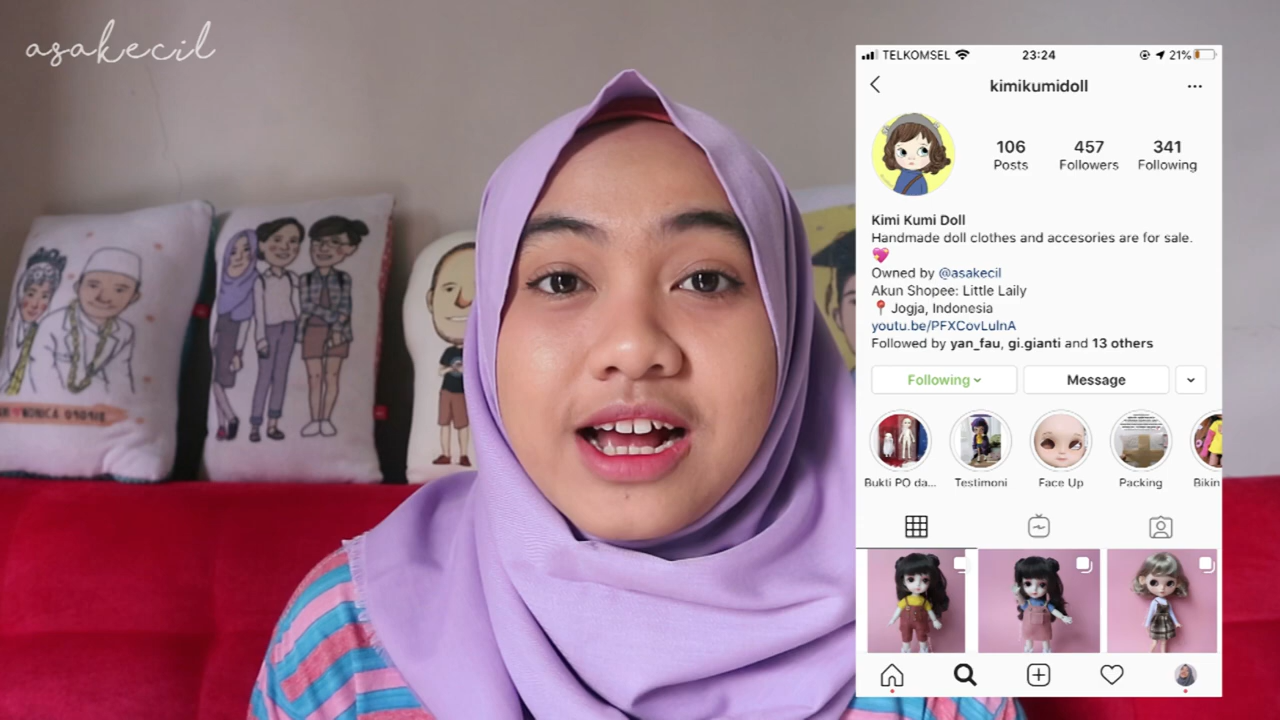 asakecil
TELKOMSEL
23:24
21%
kimikumidoll
106
457
341
Posts
Followers
Following
Kimi Kumi Doll
Handmade doll clothes and accesories are for sale.
Owned by @asakecil
Akun Shopee: Little Laily
Jogja, Indonesia
youtu.be/PFXCovLulnA
Followed by yan_fau, gi.gianti and 13 others
Following
Message
Bukti PO da...
Testimoni
Face Up
Packing
Bikin